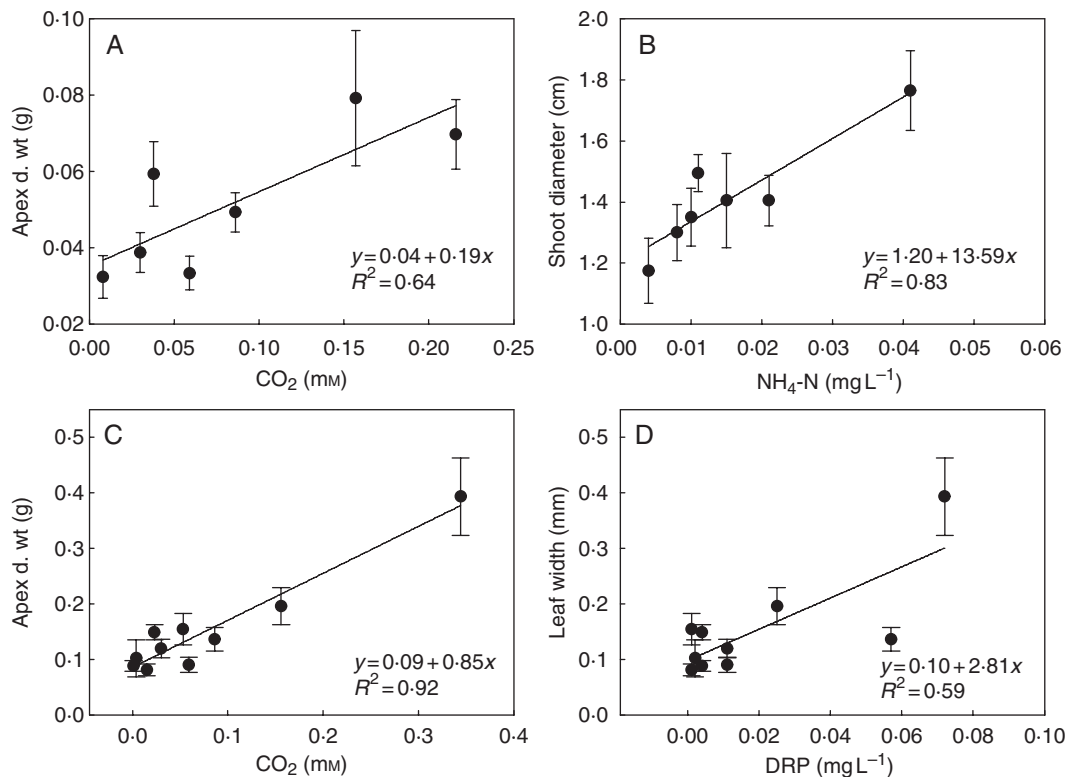 A
Apex d. wt (g)
0·10
0·08
0·06
0·04
0·02
y=0·04+0·19x
R²=0·64
0·00 0·05 0·10 0·15 0·20 0·25
CO₂ (mM)
B
Shoot diameter (cm)
2·0
1·8
1·6
1·4
1·2
1·0
y=1·20+13·59x
R²=0·83
0·00 0·01 0·02 0·03 0·04 0·05 0·06
NH₄-N (mg L⁻¹)
C
Apex d. wt (g)
0·5
0·4
0·3
0·2
0·1
0·0
y=0·09+0·85x
R²=0·92
0·0 0·1 0·2 0·3 0·4
CO₂ (mM)
D
Leaf width (mm)
0·5
0·4
0·3
0·2
0·1
0·0
y=0·10+2·81x
R²=0·59
0·00 0·02 0·04 0·06 0·08 0·10
DRP (mg L⁻¹)